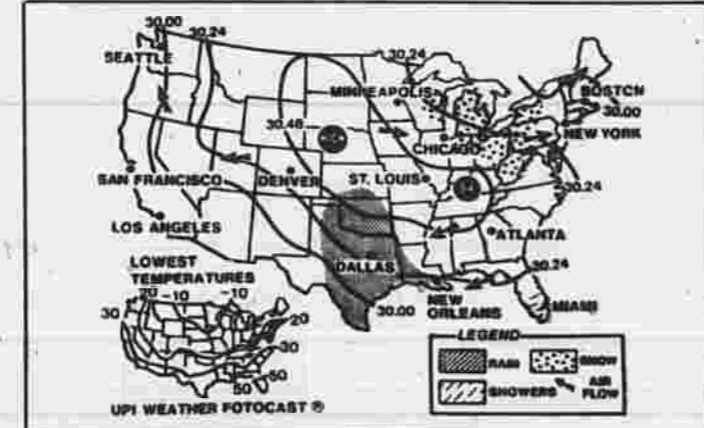 30.00
30.24
30.24
SEATTLE
MINNEAPOLIS
BOSTON
30.00
30.48
NEW YORK
CHICAGO
SAN FRANCISCO
DENVER
ST. LOUIS
30.24
LOS ANGELES
ATLANTA
LOWEST
TEMPERATURES
DALLAS
30.24
30
20
-10
-10
20
30.00
NEW
ORLEANS
MIAMI
30
50
50
LEGEND
RAIN
SNOW
SHOWERS
AIR
FLOW
UPI WEATHER FOTOCAST ®